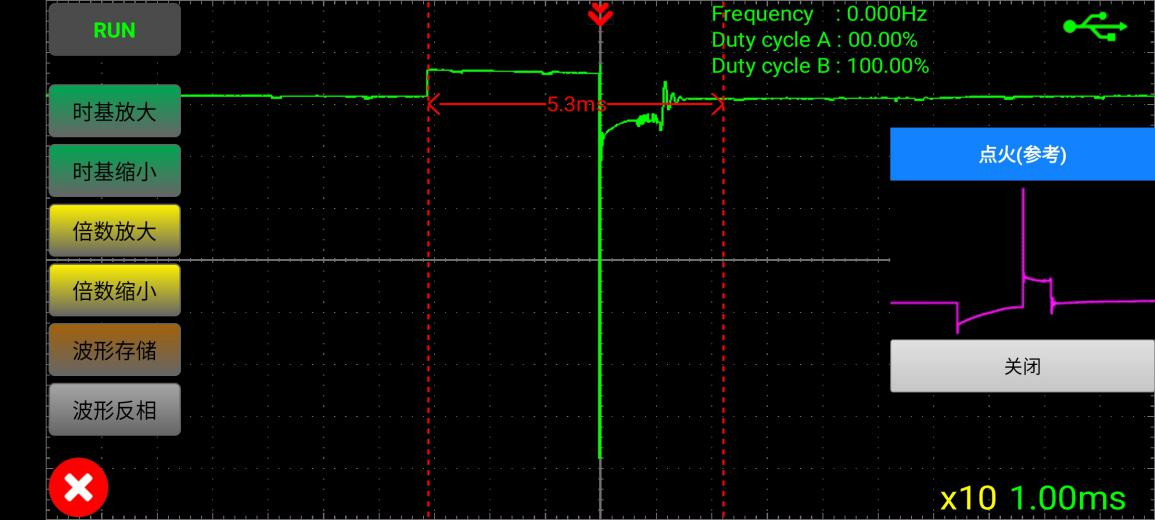 RUN
Frequency : 0.000Hz
Duty cycle A : 00.00%
Duty cycle B : 100.00%
时基放大
5.3ms
时基缩小
点火(参考)
倍数放大
倍数缩小
波形存储
关闭
波形反相
x10 1.00ms